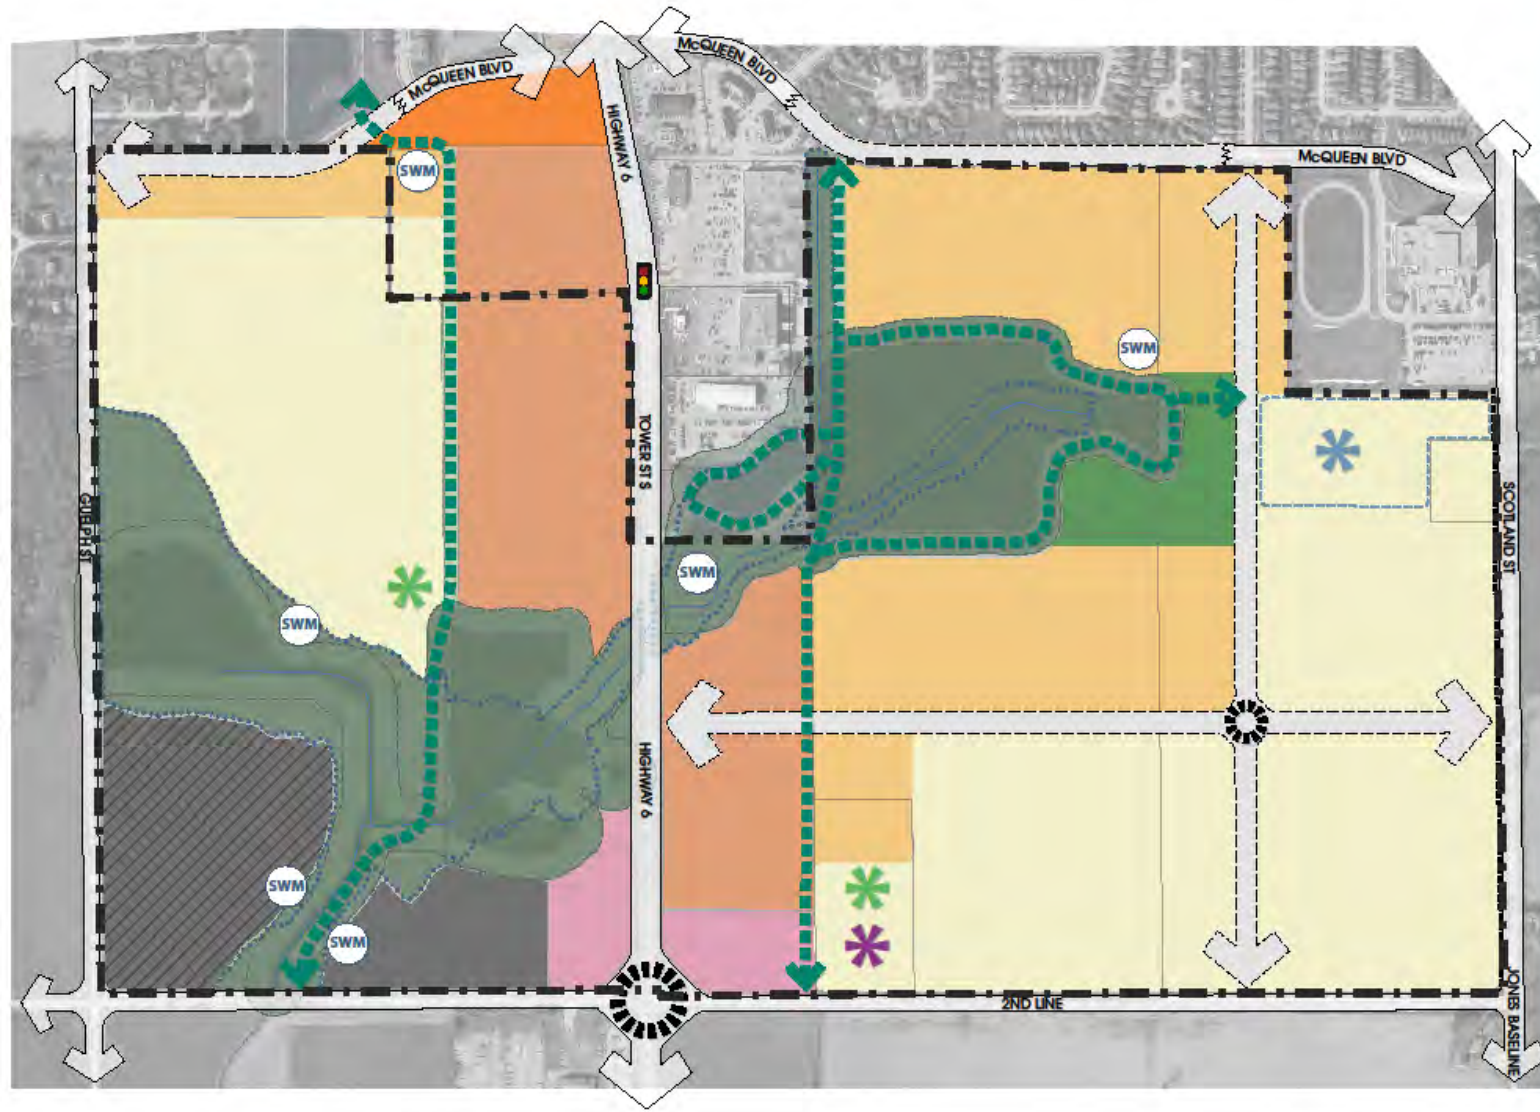 McQUEEN BLVD
McQUEEN BLVD
HIGHWAY 6
McQUEEN BLVD
SWM
SWM
TOWER ST S
GUELPH ST
SCOTLAND ST
SWM
SWM
HIGHWAY 6
SWM
SWM
2ND LINE
JONES BASELINE